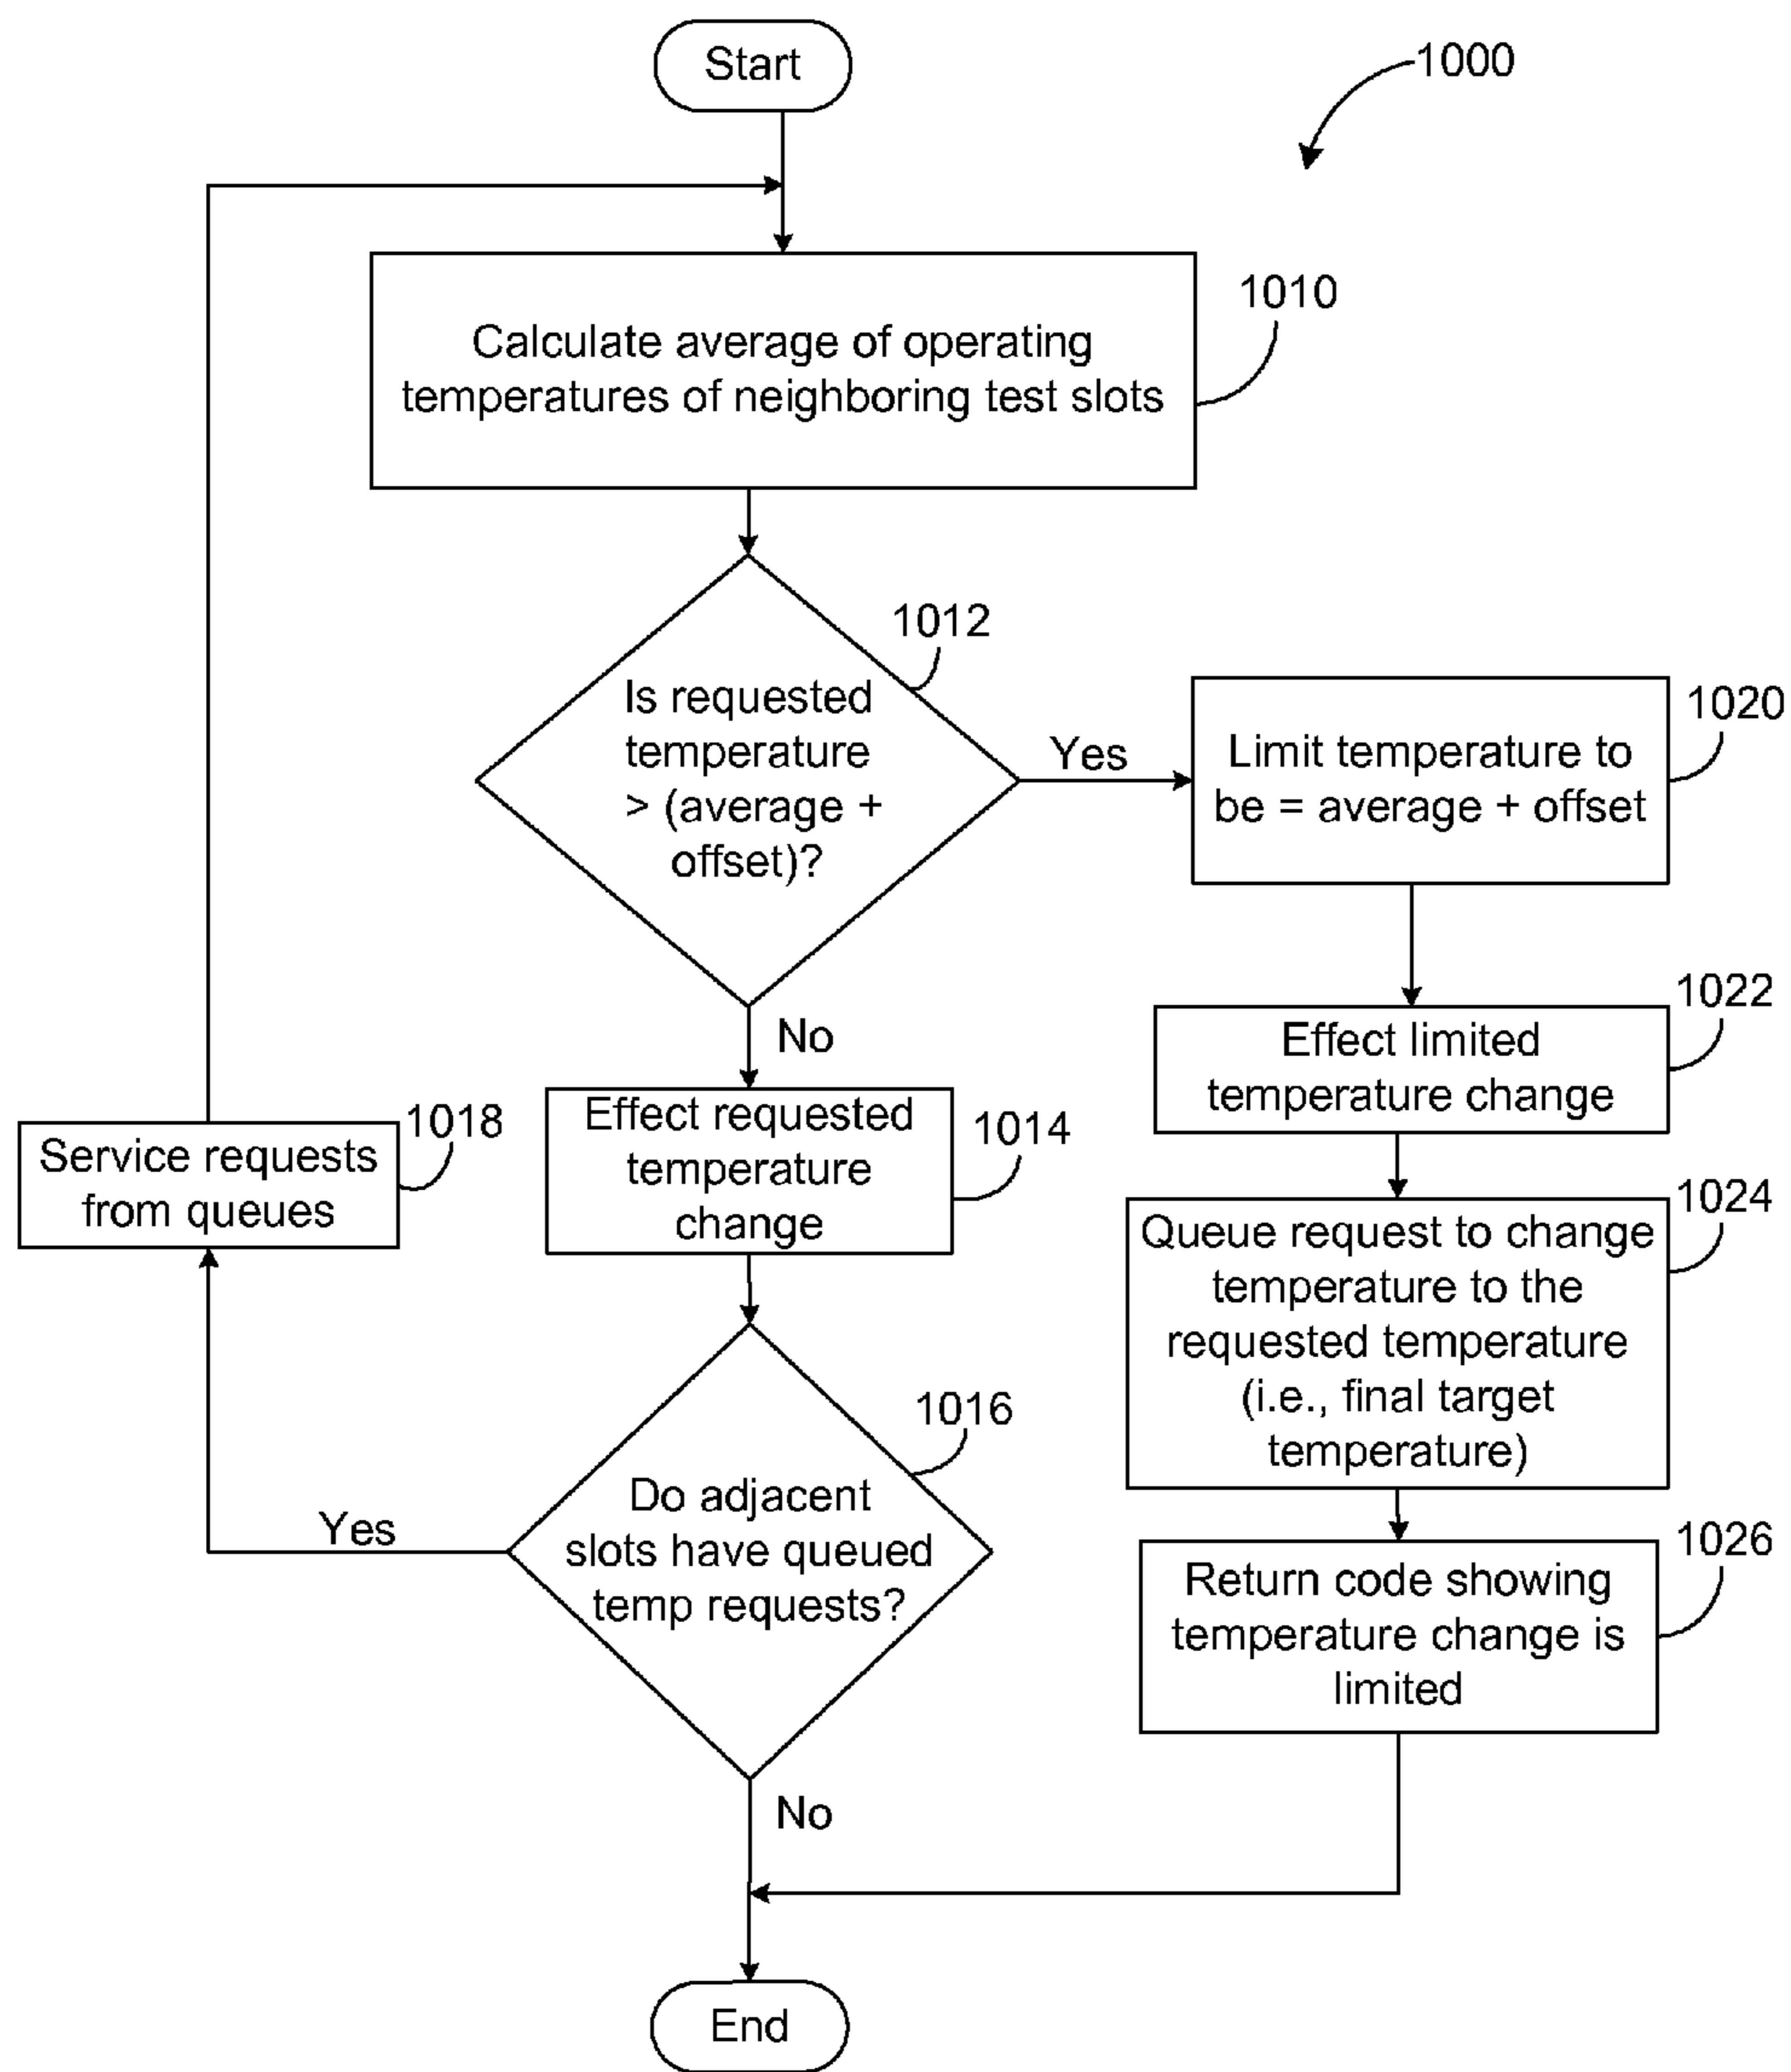 Start
1000
1010
Calculate average of operating
temperatures of neighboring test slots
1012
Is requested
temperature
> (average +
offset)?
Yes
1020
Limit temperature to
be = average + offset
1022
Effect limited
temperature change
No
1014
Effect requested
temperature
change
1018
Service requests
from queues
1024
Queue request to change
temperature to the
requested temperature
(i.e., final target
temperature)
1016
Do adjacent
slots have queued
temp requests?
Yes
1026
Return code showing
temperature change is
limited
No
End